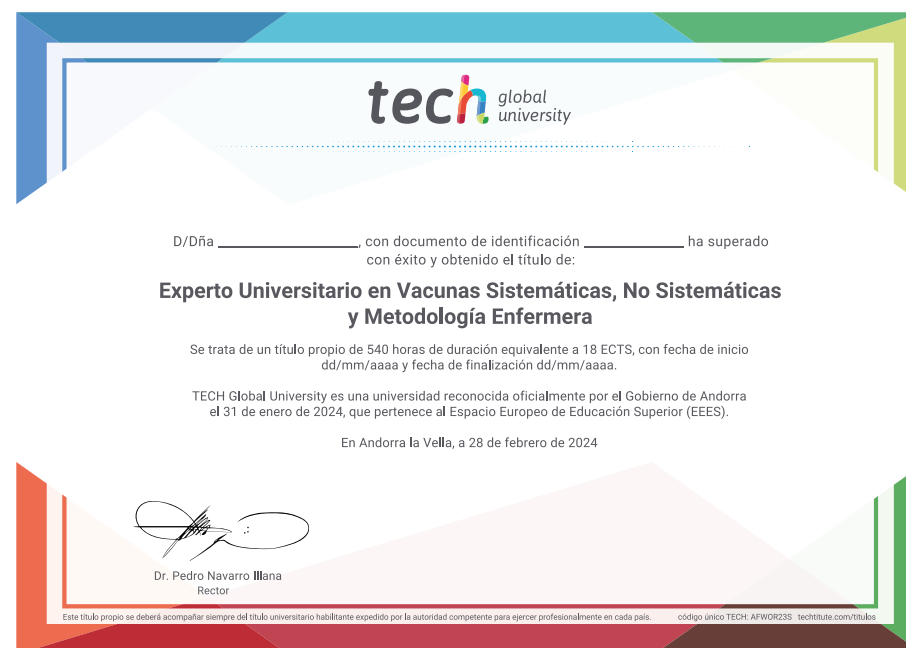 tech global
university
D/Dña ____________________, con documento de identificación ______________ ha superado
con éxito y obtenido el título de:
Experto Universitario en Vacunas Sistemáticas, No Sistemáticas
y Metodología Enfermera
Se trata de un título propio de 540 horas de duración equivalente a 18 ECTS, con fecha de inicio
dd/mm/aaaa y fecha de finalización dd/mm/aaaa.
TECH Global University es una universidad reconocida oficialmente por el Gobierno de Andorra
el 31 de enero de 2024, que pertenece al Espacio Europeo de Educación Superior (EEES).
En Andorra la Vella, a 28 de febrero de 2024
Dr. Pedro Navarro Illana
Rector
Este título propio se deberá acompañar siempre del título universitario habilitante expedido por la autoridad competente para ejercer profesionalmente en cada país. código único TECH: AFWOR23S techtitute.com/titulos